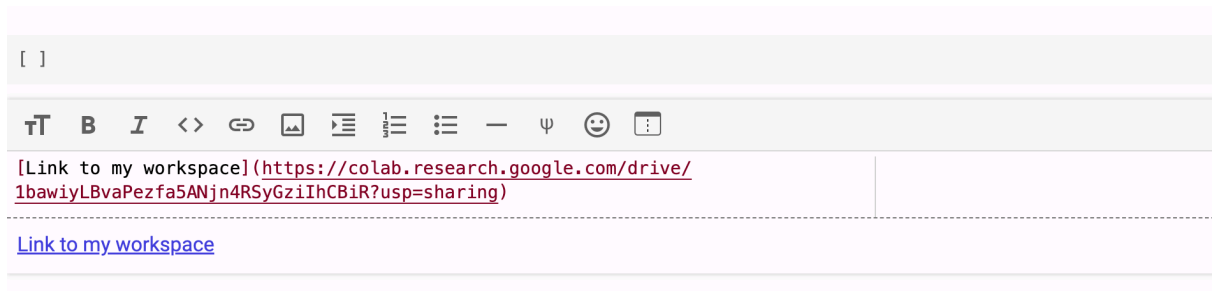 [ ]
[Link to my workspace](https://colab.research.google.com/drive/
1bawiyLBvaPezfa5ANjn4RSyGziIhCBiR?usp=sharing)
Link to my workspace